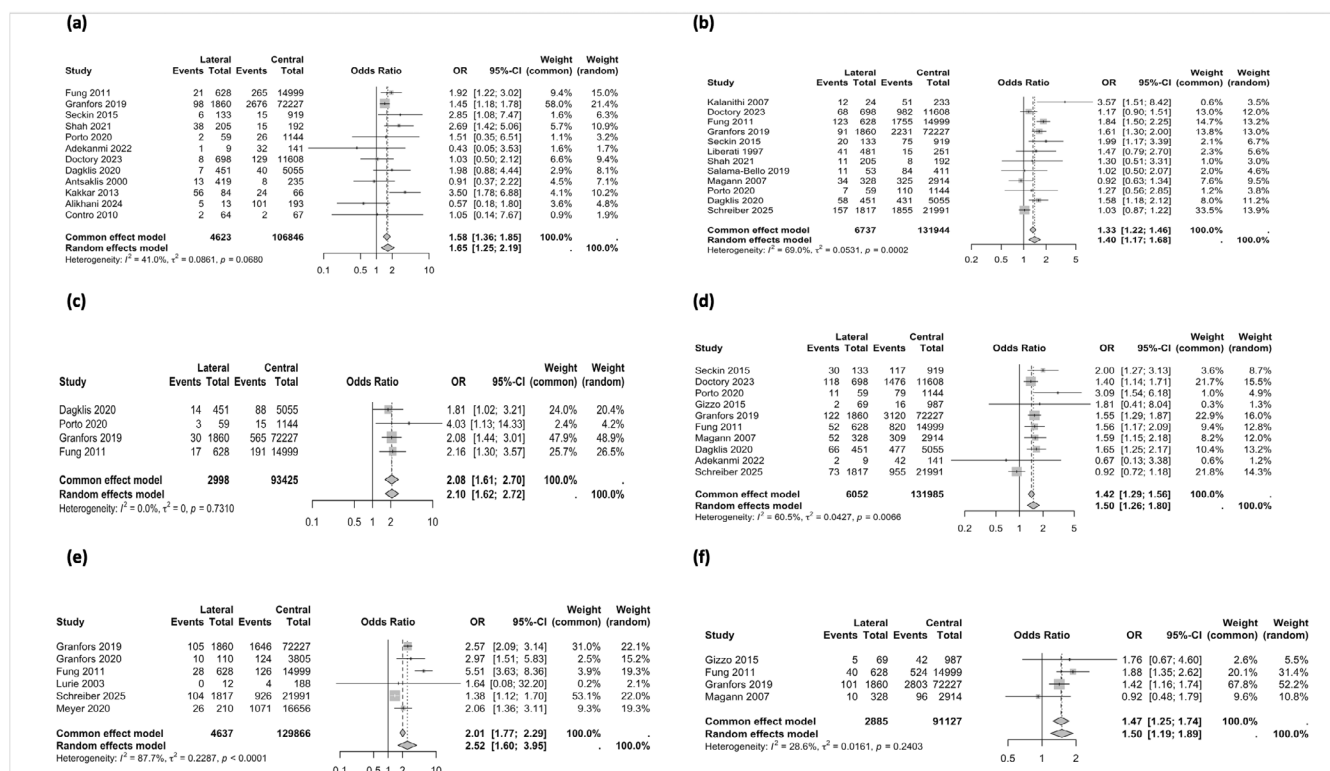 (a)
Lateral Central Weight Weight
Study Events Total Events Total Odds Ratio OR 95%-CI (common) (random)
Fung 2011 21 628 265 14999 1.92 [1.22; 3.02] 9.4% 15.0%
Granfors 2019 98 1860 2676 72227 1.45 [1.18; 1.78] 58.0% 21.4%
Seckin 2015 6 133 15 919 2.85 [1.08; 7.47] 1.6% 6.6%
Shah 2021 38 205 15 192 2.69 [1.42; 5.06] 5.7% 10.9%
Porto 2020 2 59 26 1144 1.51 [0.35; 6.51] 1.1% 3.4%
Adekanmi 2022 1 9 32 141 0.43 [0.05; 3.53] 1.6% 1.7%
Doctory 2023 8 698 129 11608 1.03 [0.50; 2.12] 6.6% 9.4%
Dagklis 2020 7 451 40 5055 1.98 [0.88; 4.44] 2.9% 8.1%
Antsaklis 2000 13 419 8 235 0.91 [0.37; 2.22] 4.5% 7.1%
Kakkar 2013 56 84 24 66 3.50 [1.78; 6.88] 4.1% 10.2%
Alikhani 2024 5 13 101 193 0.57 [0.18; 1.80] 3.6% 4.9%
Contro 2010 2 64 2 67 1.05 [0.14; 7.67] 0.9% 1.9%
Common effect model 4623 106846 1.58 [1.36; 1.85] 100.0% .
Random effects model 1.65 [1.25; 2.19] . 100.0%
Heterogeneity: I² = 41.0%, τ² = 0.0861, p = 0.0680
0.1 0.5 1 2 10
(b)
Lateral Central Weight Weight
Study Events Total Events Total Odds Ratio OR 95%-CI (common) (random)
Kalanithi 2007 12 24 51 233 3.57 [1.51; 8.42] 0.6% 3.5%
Doctory 2023 68 698 982 11608 1.17 [0.90; 1.51] 13.0% 12.0%
Fung 2011 123 628 1755 14999 1.84 [1.50; 2.25] 14.7% 13.2%
Granfors 2019 91 1860 2231 72227 1.61 [1.30; 2.00] 13.8% 13.0%
Seckin 2015 20 133 75 919 1.99 [1.17; 3.39] 2.1% 6.7%
Liberati 1997 41 481 15 251 1.47 [0.79; 2.70] 2.3% 5.6%
Shah 2021 11 205 8 192 1.30 [0.51; 3.31] 1.0% 3.0%
Salama-Bello 2019 11 53 84 411 1.02 [0.50; 2.07] 2.0% 4.6%
Magann 2007 34 328 325 2914 0.92 [0.63; 1.34] 7.6% 9.5%
Porto 2020 7 59 110 1144 1.27 [0.56; 2.85] 1.2% 3.8%
Dagklis 2020 58 451 431 5055 1.58 [1.18; 2.12] 8.0% 11.3%
Schreiber 2025 157 1817 1855 21991 1.03 [0.87; 1.22] 33.5% 13.9%
Common effect model 6737 131944 1.33 [1.22; 1.46] 100.0% .
Random effects model 1.40 [1.17; 1.68] . 100.0%
Heterogeneity: I² = 69.0%, τ² = 0.0531, p = 0.0002
0.2 0.5 1 2 5
(c)
Lateral Central Weight Weight
Study Events Total Events Total Odds Ratio OR 95%-CI (common) (random)
Dagklis 2020 14 451 88 5055 1.81 [1.02; 3.21] 24.0% 20.4%
Porto 2020 3 59 15 1144 4.03 [1.13; 14.33] 2.4% 4.2%
Granfors 2019 30 1860 565 72227 2.08 [1.44; 3.01] 47.9% 48.9%
Fung 2011 17 628 191 14999 2.16 [1.30; 3.57] 25.7% 26.5%
Common effect model 2998 93425 2.08 [1.61; 2.70] 100.0% .
Random effects model 2.10 [1.62; 2.72] . 100.0%
Heterogeneity: I² = 0.0%, τ² = 0, p = 0.7310
0.1 0.5 1 2 10
(d)
Lateral Central Weight Weight
Study Events Total Events Total Odds Ratio OR 95%-CI (common) (random)
Seckin 2015 30 133 117 919 2.00 [1.27; 3.13] 3.6% 8.7%
Doctory 2023 118 698 1476 11608 1.40 [1.14; 1.71] 21.7% 15.5%
Porto 2020 11 59 79 1144 3.09 [1.54; 6.18] 1.0% 4.9%
Gizzo 2015 2 69 16 987 1.81 [0.41; 8.04] 0.3% 1.3%
Granfors 2019 122 1860 3120 72227 1.55 [1.29; 1.87] 22.9% 16.0%
Fung 2011 52 628 820 14999 1.56 [1.17; 2.09] 9.4% 12.8%
Magann 2007 52 328 309 2914 1.59 [1.15; 2.18] 8.2% 12.0%
Dagklis 2020 66 451 477 5055 1.65 [1.25; 2.17] 10.4% 13.2%
Adekanmi 2022 2 9 42 141 0.67 [0.13; 3.38] 0.6% 1.2%
Schreiber 2025 73 1817 955 21991 0.92 [0.72; 1.18] 21.8% 14.3%
Common effect model 6052 131985 1.42 [1.29; 1.56] 100.0% .
Random effects model 1.50 [1.26; 1.80] . 100.0%
Heterogeneity: I² = 60.5%, τ² = 0.0427, p = 0.0066
0.2 0.5 1 2 5
(e)
Lateral Central Weight Weight
Study Events Total Events Total Odds Ratio OR 95%-CI (common) (random)
Granfors 2019 105 1860 1646 72227 2.57 [2.09; 3.14] 31.0% 22.1%
Granfors 2020 10 110 124 3805 2.97 [1.51; 5.83] 2.5% 15.2%
Fung 2011 28 628 126 14999 5.51 [3.63; 8.36] 3.9% 19.3%
Lurie 2003 0 12 4 188 1.64 [0.08; 32.20] 0.2% 2.1%
Schreiber 2025 104 1817 926 21991 1.38 [1.12; 1.70] 53.1% 22.0%
Meyer 2020 26 210 1071 16656 2.06 [1.36; 3.11] 9.3% 19.3%
Common effect model 4637 129866 2.01 [1.77; 2.29] 100.0% .
Random effects model 2.52 [1.60; 3.95] . 100.0%
Heterogeneity: I² = 87.7%, τ² = 0.2287, p < 0.0001
0.1 0.51 2 10
(f)
Lateral Central Weight Weight
Study Events Total Events Total Odds Ratio OR 95%-CI (common) (random)
Gizzo 2015 5 69 42 987 1.76 [0.67; 4.60] 2.6% 5.5%
Fung 2011 40 628 524 14999 1.88 [1.35; 2.62] 20.1% 31.4%
Granfors 2019 101 1860 2803 72227 1.42 [1.16; 1.74] 67.8% 52.2%
Magann 2007 10 328 96 2914 0.92 [0.48; 1.79] 9.6% 10.8%
Common effect model 2885 91127 1.47 [1.25; 1.74] 100.0% .
Random effects model 1.50 [1.19; 1.89] . 100.0%
Heterogeneity: I² = 28.6%, τ² = 0.0161, p = 0.2403
0.5 1 2